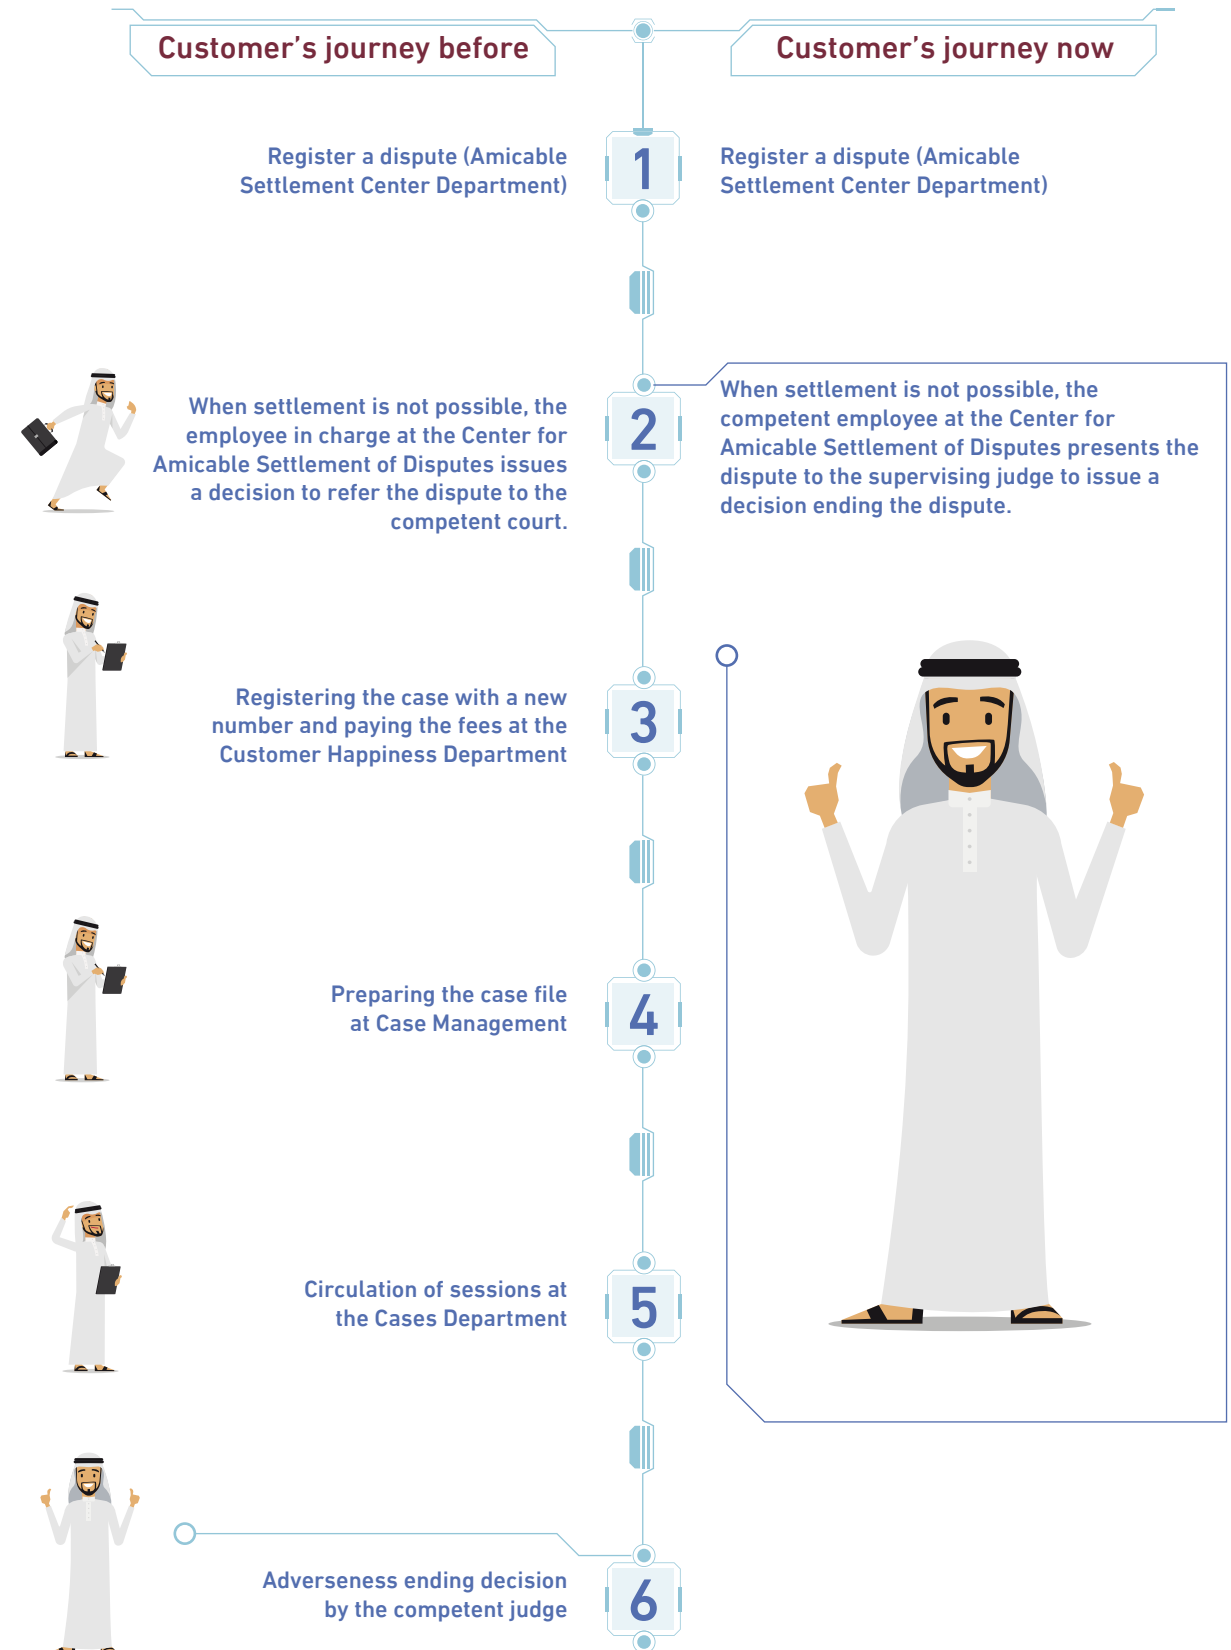 Customer's journey before
Customer's journey now
Register a dispute (Amicable
Settlement Center Department)
1
Register a dispute (Amicable
Settlement Center Department)
When settlement is not possible, the
employee in charge at the Center for
Amicable Settlement of Disputes issues
a decision to refer the dispute to the
competent court.
2
When settlement is not possible, the
competent employee at the Center for
Amicable Settlement of Disputes presents the
dispute to the supervising judge to issue a
decision ending the dispute.
Registering the case with a new
number and paying the fees at the
Customer Happiness Department
3
Preparing the case file
at Case Management
4
Circulation of sessions at
the Cases Department
5
Adverseness ending decision
by the competent judge
6